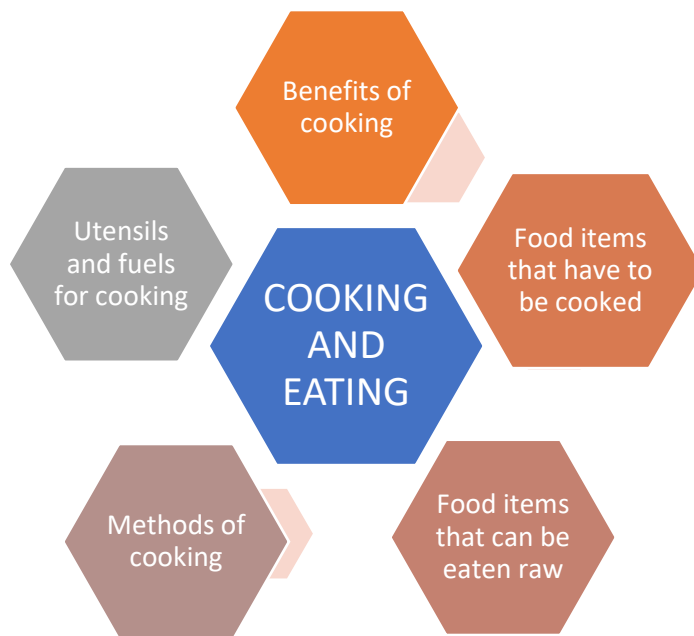 Benefits of
cooking
Utensils
and fuels
for cooking
Food items
that have to
be cooked
COOKING
AND
EATING
Methods of
cooking
Food items
that can be
eaten raw